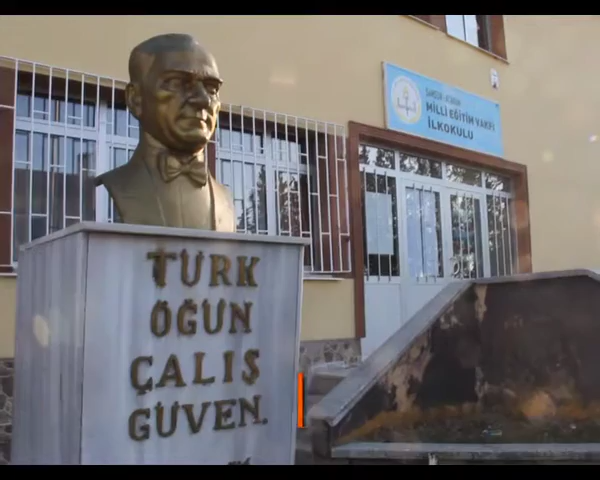 MİLLİ EĞİTİM VAKFI
İLKOKULU
TÜRK
ÖĞÜN
ÇALIŞ
GÜVEN.